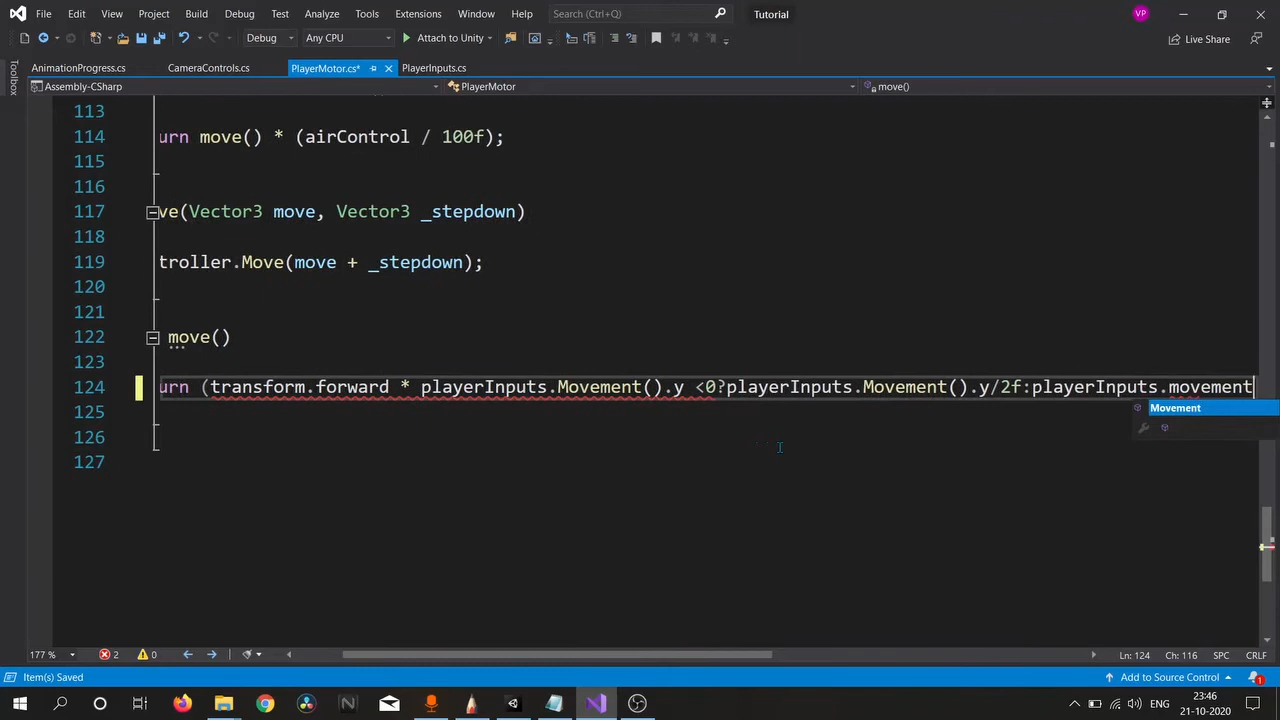 File Edit View Git Project Build Debug Test Analyze Tools Extensions Window Help Search (Ctrl+Q) Tutorial VP
Debug Any CPU Attach to Unity Live Share
Toolbox
AnimationProgress.cs CameraControls.cs PlayerMotor.cs* PlayerInputs.cs
Assembly-CSharp PlayerMotor move()
113
114 urn move() * (airControl / 100f);
115
116
117 ve(Vector3 move, Vector3 _stepdown)
118
119 troller.Move(move + _stepdown);
120
121
122 move()
123
124 urn (transform.forward * playerInputs.Movement().y <0?playerInputs.Movement().y/2f:playerInputs.movement
125
Movement
126
127
177 % 2 0 Ln: 124 Ch: 116 SPC CRLF
Item(s) Saved Add to Source Control 1
ENG 23:46
21-10-2020